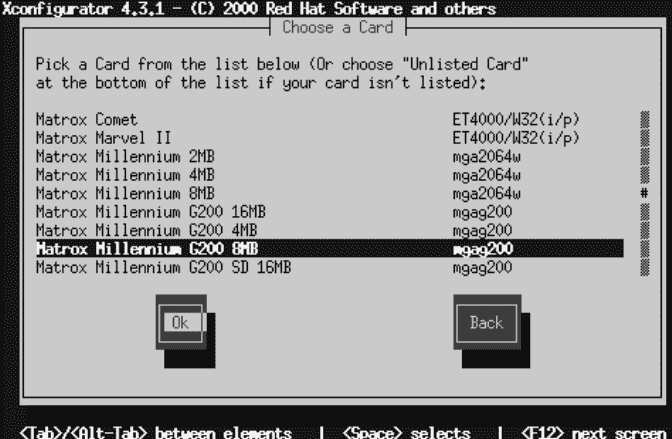 Xconfigurator 4.3.1 - (C) 2000 Red Hat Software and others
Choose a Card
Pick a Card from the list below (Or choose "Unlisted Card"
at the bottom of the list if your card isn't listed):
Matrox Comet ET4000/W32(i/p)
Matrox Marvel II ET4000/W32(i/p)
Matrox Millennium 2MB mga2064w
Matrox Millennium 4MB mga2064w
Matrox Millennium 8MB mga2064w #
Matrox Millennium G200 16MB mgag200
Matrox Millennium G200 4MB mgag200
Matrox Millennium G200 8MB mgag200
Matrox Millennium G200 SD 16MB mgag200
Ok Back
<Tab>/<Alt-Tab> between elements | <Space> selects | <F12> next screen